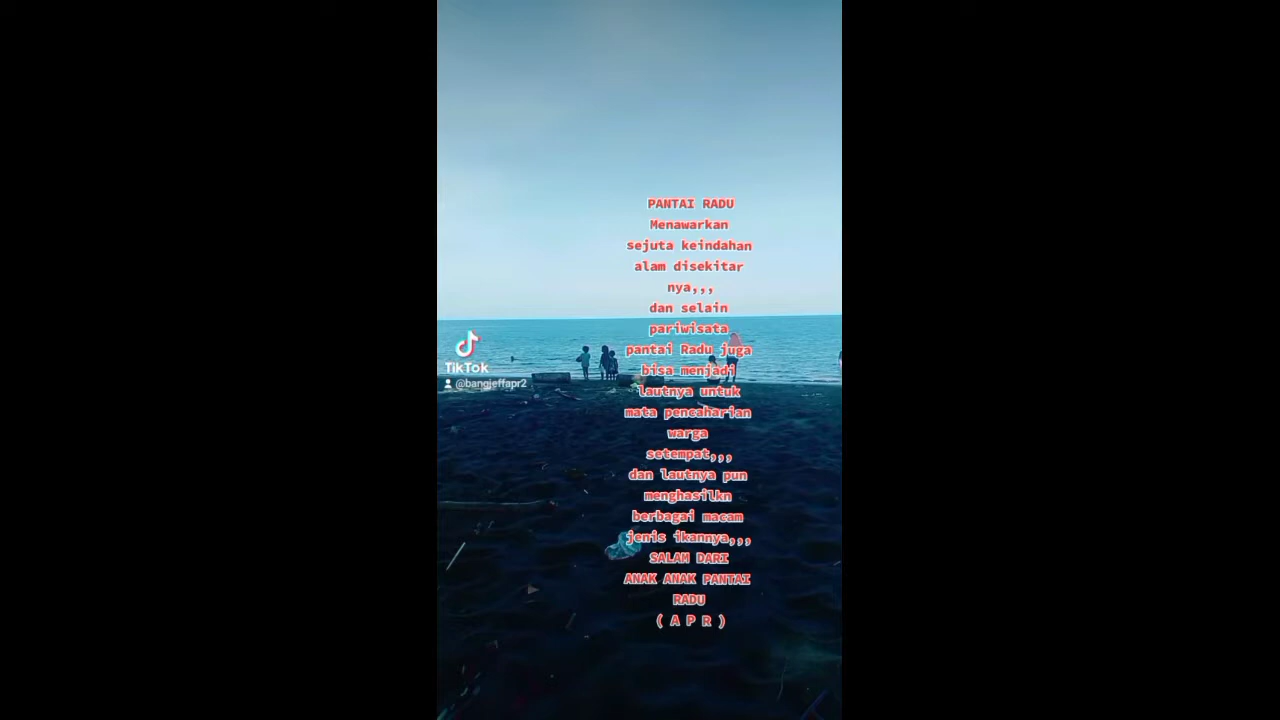 PANTAI RADU
Menawarkan
sejuta keindahan
alam disekitar
nya,,,
dan selain
pariwisata
pantai Radu juga
bisa menjadi
lautnya untuk
mata pencaharian
warga
setempat,,,
dan lautnya pun
menghasilkn
berbagai macam
jenis ikannya,,,
SALAM DARI
ANAK ANAK PANTAI
RADU
( A P R )
TikTok
@bangjeffapr2